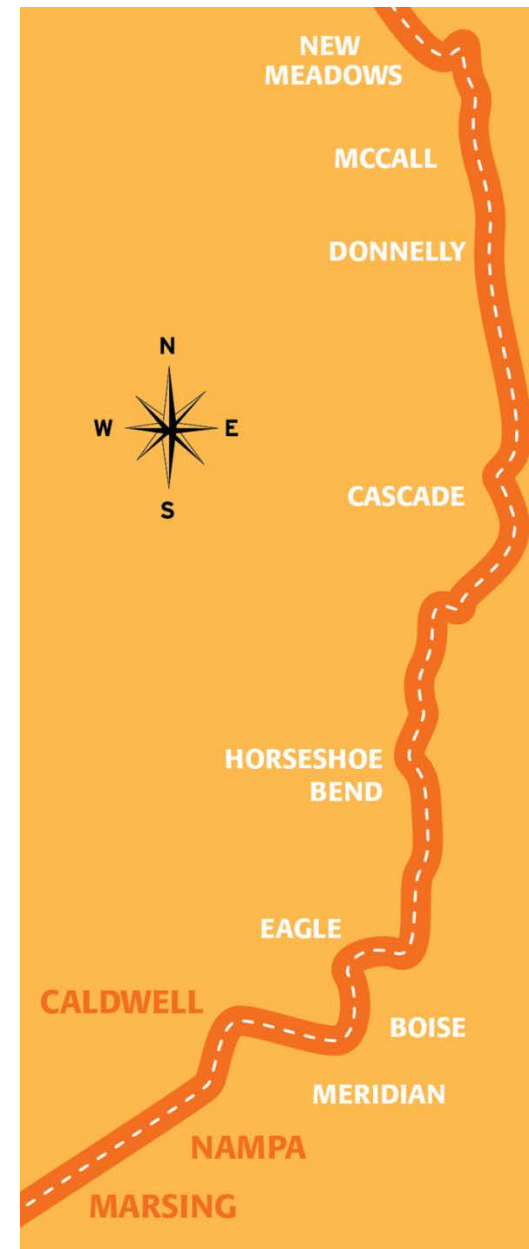 NEW
MEADOWS
MCCALL
DONNELLY
N
W
E
S
CASCADE
HORSESHOE
BEND
EAGLE
CALDWELL
BOISE
MERIDIAN
NAMPA
MARSING